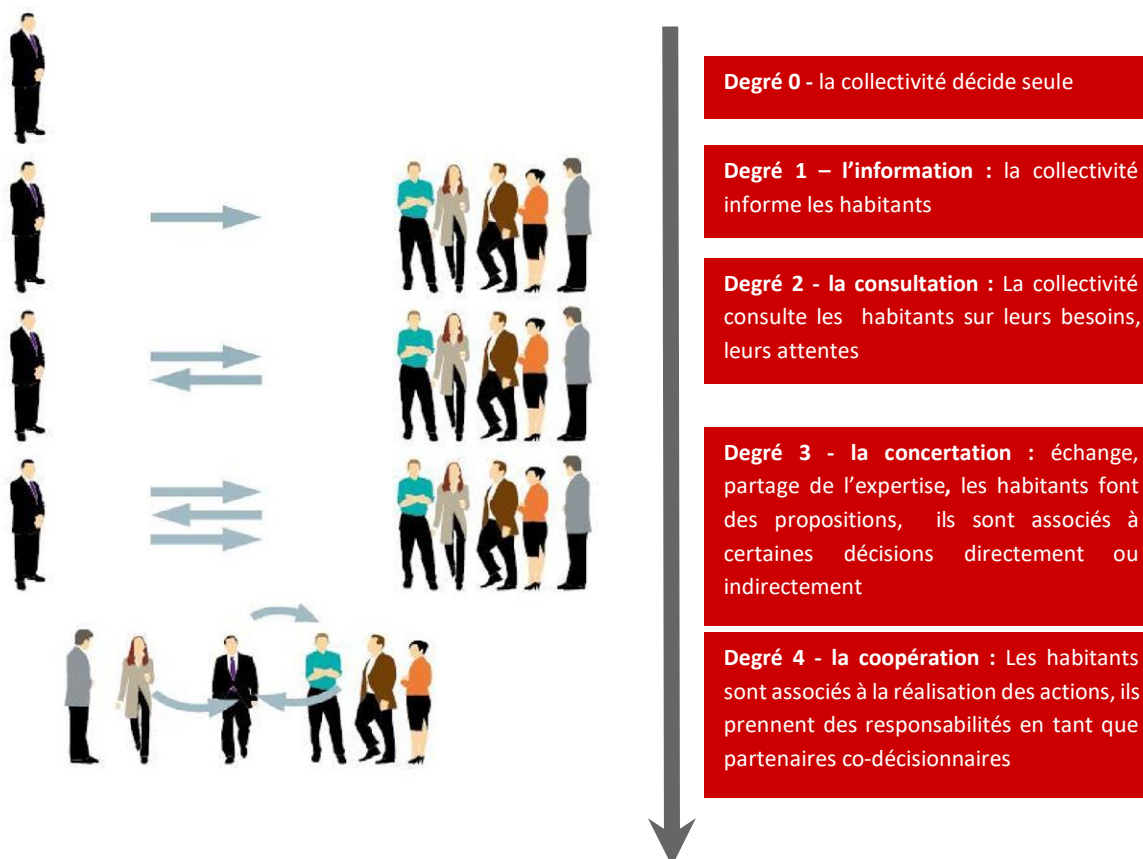 Degré 0 - la collectivité décide seule
Degré 1 – l’information : la collectivité
informe les habitants
Degré 2 - la consultation : La collectivité
consulte les habitants sur leurs besoins,
leurs attentes
Degré 3 - la concertation : échange,
partage de l’expertise, les habitants font
des propositions, ils sont associés à
certaines décisions directement ou
indirectement
Degré 4 - la coopération : Les habitants
sont associés à la réalisation des actions, ils
prennent des responsabilités en tant que
partenaires co-décisionnaires